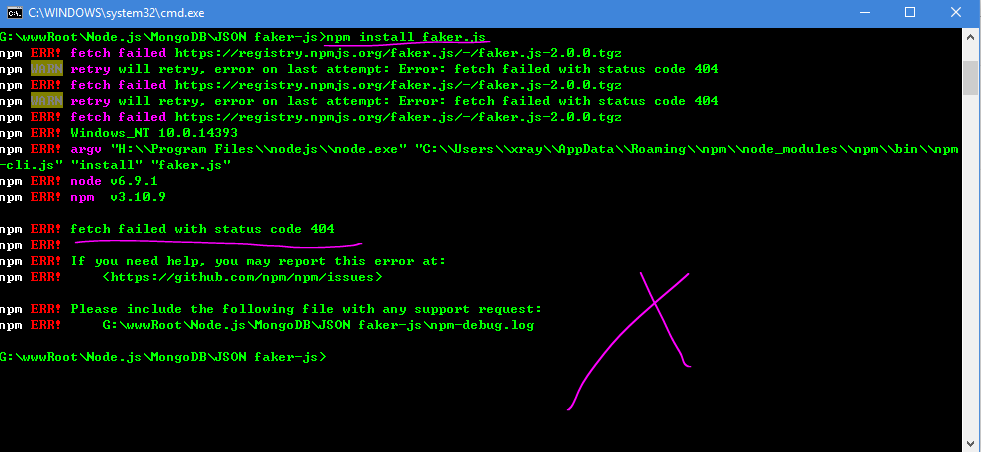 C:\WINDOWS\system32\cmd.exe
G:\wwwRoot\Node.js\MongoDB\JSON faker-js>npm install faker.js
npm ERR! fetch failed https://registry.npmjs.org/faker.js/-/faker.js-2.0.0.tgz
npm WARN retry will retry, error on last attempt: Error: fetch failed with status code 404
npm ERR! fetch failed https://registry.npmjs.org/faker.js/-/faker.js-2.0.0.tgz
npm WARN retry will retry, error on last attempt: Error: fetch failed with status code 404
npm ERR! fetch failed https://registry.npmjs.org/faker.js/-/faker.js-2.0.0.tgz
npm ERR! Windows_NT 10.0.14393
npm ERR! argv "H:\\Program Files\\nodejs\\node.exe" "C:\\Users\\xray\\AppData\\Roaming\\npm\\node_modules\\npm\\bin\\npm
-cli.js" "install" "faker.js"
npm ERR! node v6.9.1
npm ERR! npm  v3.10.9
npm ERR! fetch failed with status code 404
npm ERR!
npm ERR! If you need help, you may report this error at:
npm ERR!     <https://github.com/npm/npm/issues>
npm ERR! Please include the following file with any support request:
npm ERR!     G:\wwwRoot\Node.js\MongoDB\JSON faker-js\npm-debug.log
G:\wwwRoot\Node.js\MongoDB\JSON faker-js>